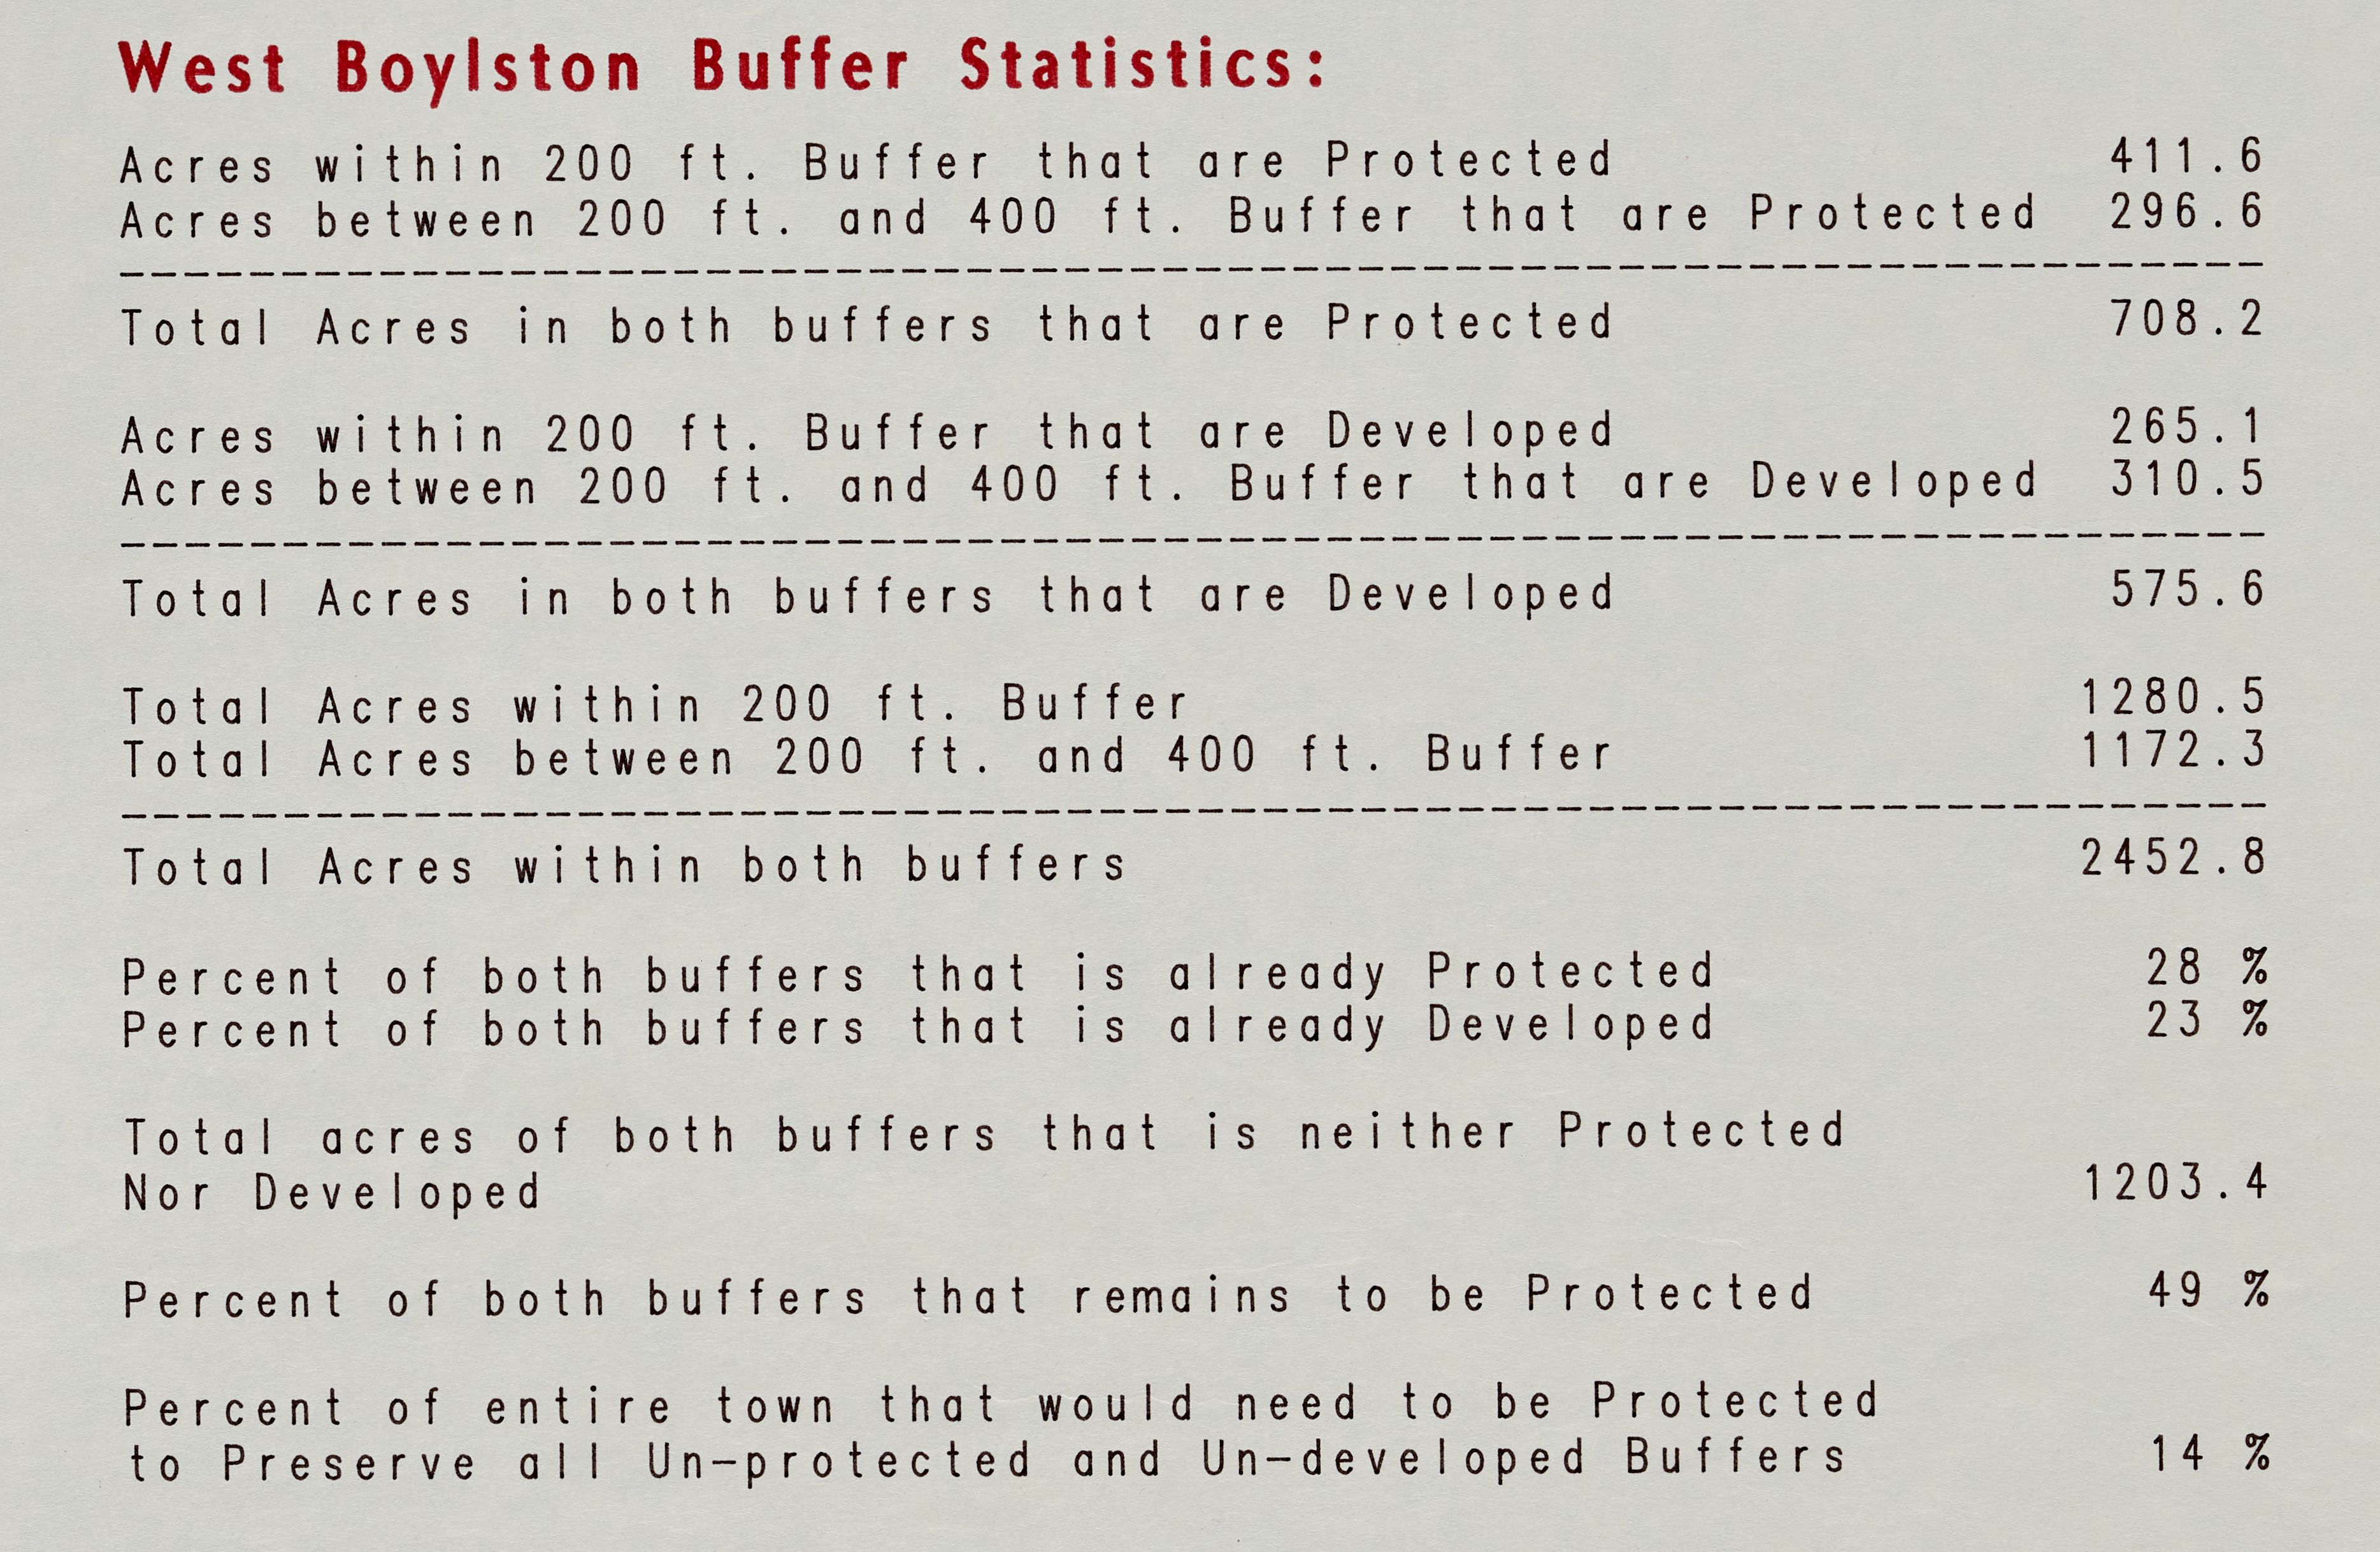 West Boylston Buffer Statistics:
Acres within 200 ft. Buffer that are Protected 411.6
Acres between 200 ft. and 400 ft. Buffer that are Protected 296.6
Total Acres in both buffers that are Protected 708.2
Acres within 200 ft. Buffer that are Developed 265.1
Acres between 200 ft. and 400 ft. Buffer that are Developed 310.5
Total Acres in both buffers that are Developed 575.6
Total Acres within 200 ft. Buffer 1280.5
Total Acres between 200 ft. and 400 ft. Buffer 1172.3
Total Acres within both buffers 2452.8
Percent of both buffers that is already Protected 28 %
Percent of both buffers that is already Developed 23 %
Total acres of both buffers that is neither Protected
Nor Developed 1203.4
Percent of both buffers that remains to be Protected 49 %
Percent of entire town that would need to be Protected
to Preserve all Un-protected and Un-developed Buffers 14 %